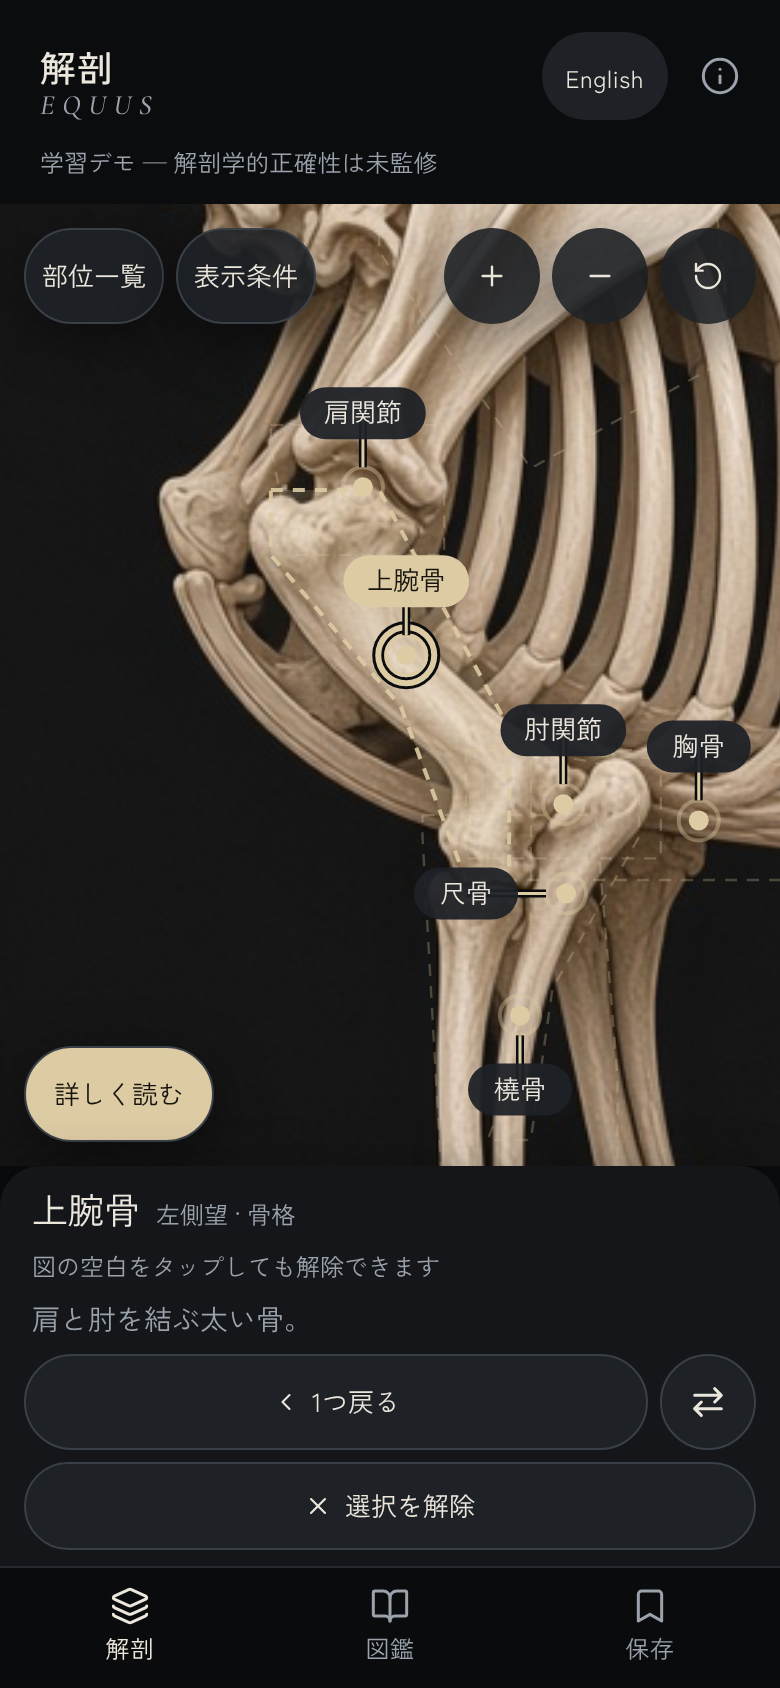 解剖
EQUUS
English
学習デモ — 解剖学的正確性は未監修
部位一覧
表示条件
肩関節
上腕骨
肘関節
胸骨
尺骨
橈骨
詳しく読む
上腕骨 左側望・骨格
図の空白をタップしても解除できます
肩と肘を結ぶ太い骨。
1つ戻る
選択を解除
解剖
図鑑
保存